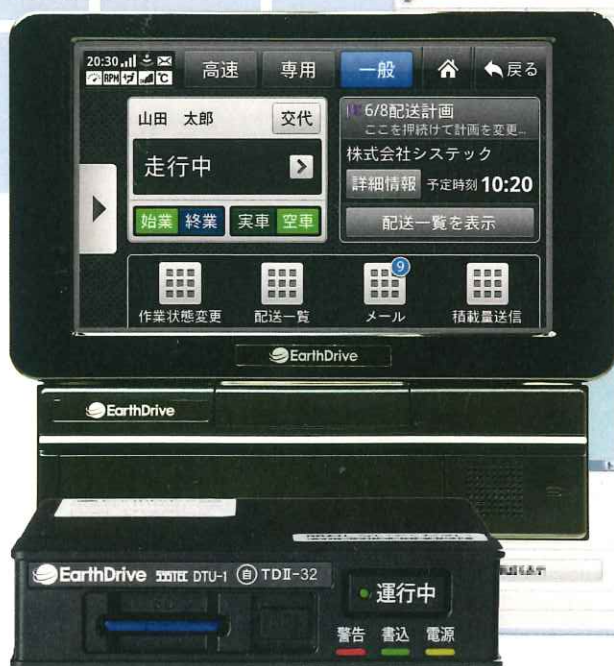 20:30
高速 専用 一般 戻る
RPM ℃
山田 太郎 交代
走行中
始業 終業 実車 空車
6/8配送計画
ここを押続けて計画を変更...
株式会社システック
詳細情報 予定時刻 10:20
配送一覧を表示
9
作業状態変更 配送一覧 メール 積載量送信
EarthDrive
EarthDrive
EarthDrive DTU-1 自 TDⅡ-32
運行中
警告 書込 電源